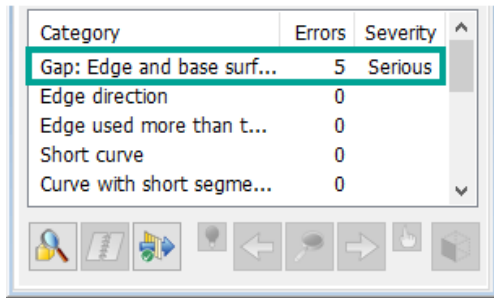 Category Errors Severity
Gap: Edge and base surf... 5 Serious
Edge direction 0
Edge used more than t... 0
Short curve 0
Curve with short segme... 0